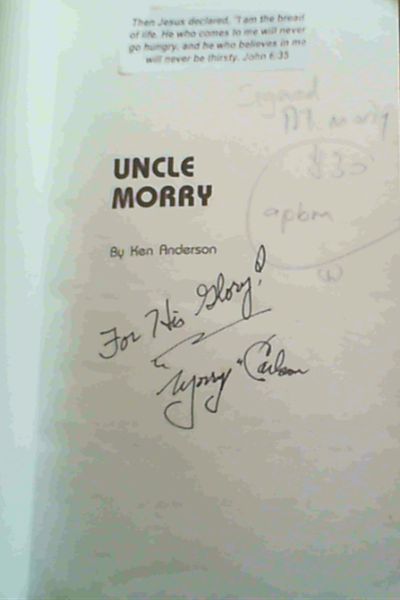 Then Jesus declared, "I am the bread
of life. He who comes to me will never
go hungry, and he who believes in me
will never be thirsty. John 6:35
Signed
$35
apbm
UNCLE
MORRY
By Ken Anderson
For His Glory!
"Morry" Carlson